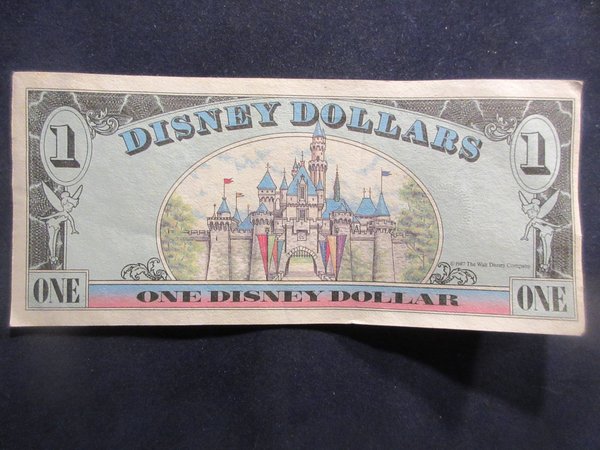 DISNEY DOLLARS
1
1
© 1987 The Walt Disney Company
ONE
ONE DISNEY DOLLAR
ONE